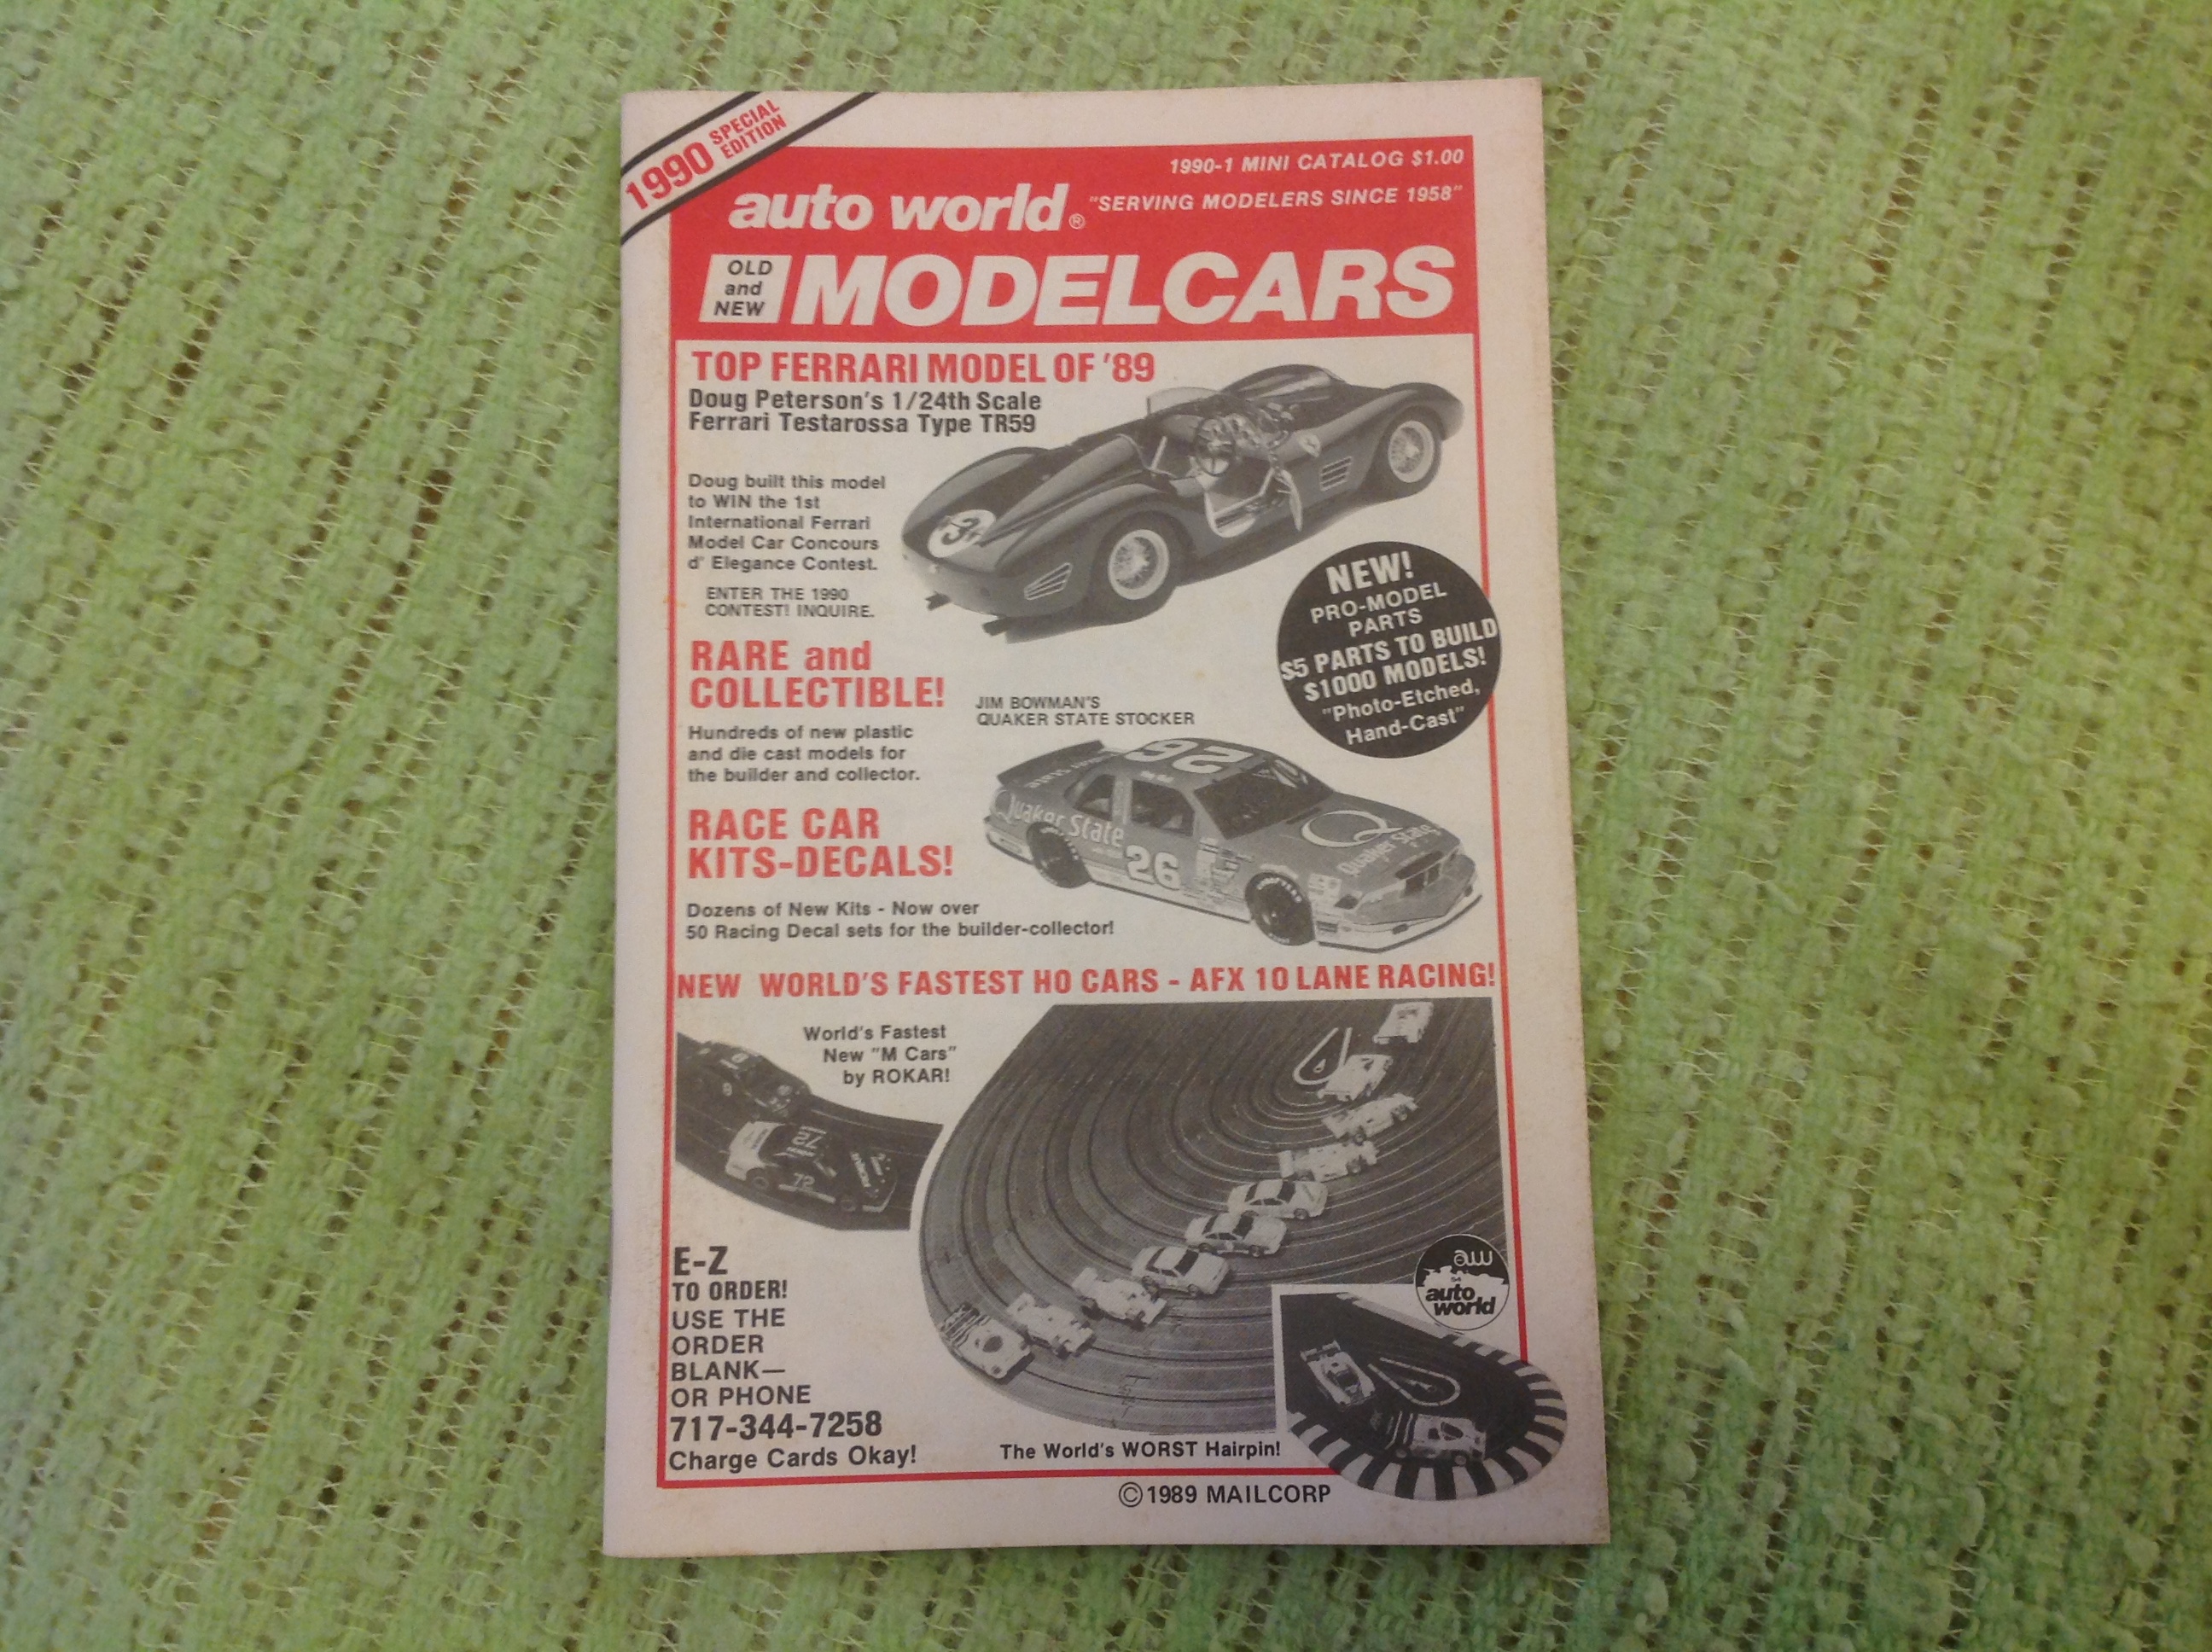 1990 SPECIAL
EDITION
1990-1 MINI CATALOG $1.00
auto world® "SERVING MODELERS SINCE 1958"
OLD
and
NEW
MODELCARS
TOP FERRARI MODEL OF '89
Doug Peterson's 1/24th Scale
Ferrari Testarossa Type TR59
Doug built this model
to WIN the 1st
International Ferrari
Model Car Concours
d' Elegance Contest.
ENTER THE 1990
CONTEST! INQUIRE.
NEW!
PRO-MODEL
PARTS
$5 PARTS TO BUILD
$1000 MODELS!
"Photo-Etched,
Hand-Cast"
RARE and
COLLECTIBLE!
Hundreds of new plastic
and die cast models for
the builder and collector.
JIM BOWMAN'S
QUAKER STATE STOCKER
26
Quaker State
26
Q
Quaker State
GOODYEAR
RACE CAR
KITS-DECALS!
Dozens of New Kits - Now over
50 Racing Decal sets for the builder-collector!
NEW WORLD'S FASTEST HO CARS - AFX 10 LANE RACING!
World's Fastest
New "M Cars"
by ROKAR!
E-Z
TO ORDER!
USE THE
ORDER
BLANK—
OR PHONE
717-344-7258
Charge Cards Okay!
aw
auto
world
The World's WORST Hairpin!
©1989 MAILCORP